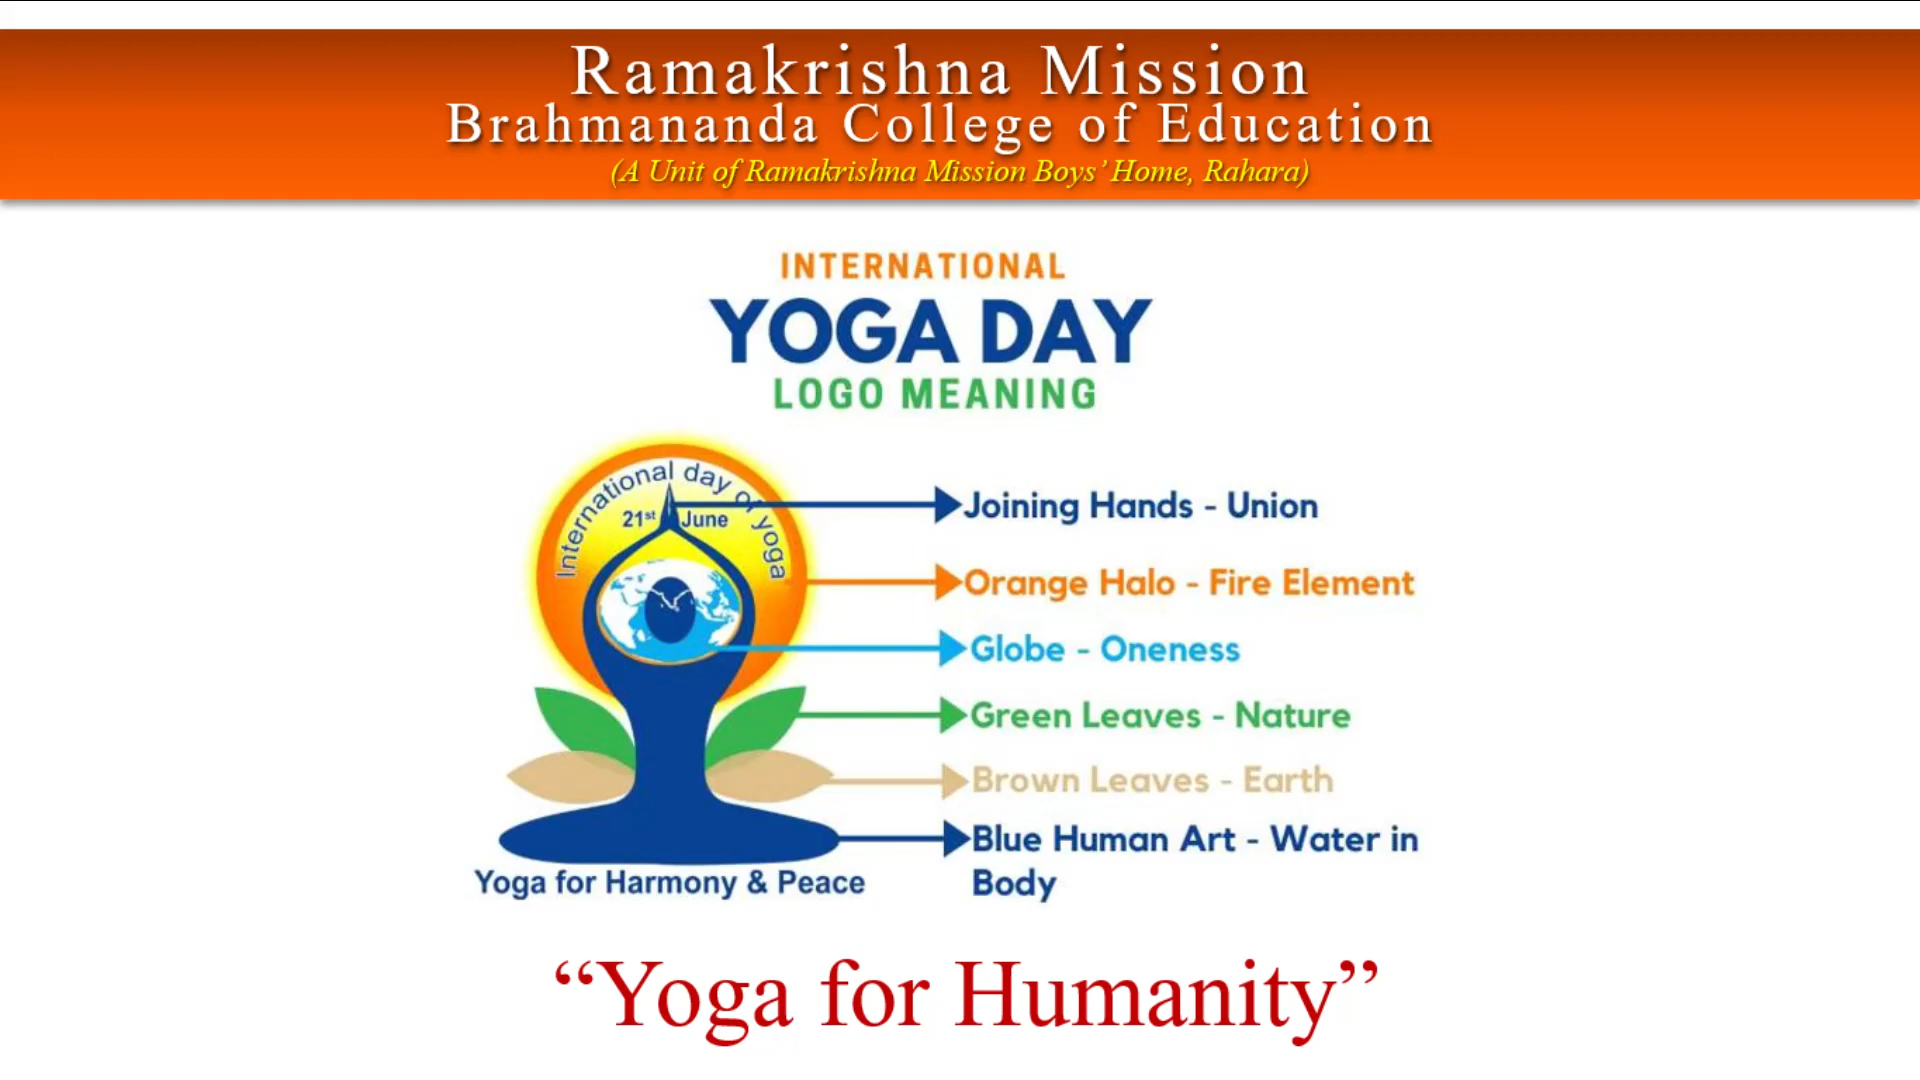 Ramakrishna Mission
Brahmananda College of Education
(A Unit of Ramakrishna Mission Boys’ Home, Rahara)
INTERNATIONAL
YOGA DAY
LOGO MEANING
International day of yoga
21st June
Joining Hands - Union
Orange Halo - Fire Element
Globe - Oneness
Green Leaves - Nature
Brown Leaves - Earth
Blue Human Art - Water in
Body
Yoga for Harmony & Peace
“Yoga for Humanity”